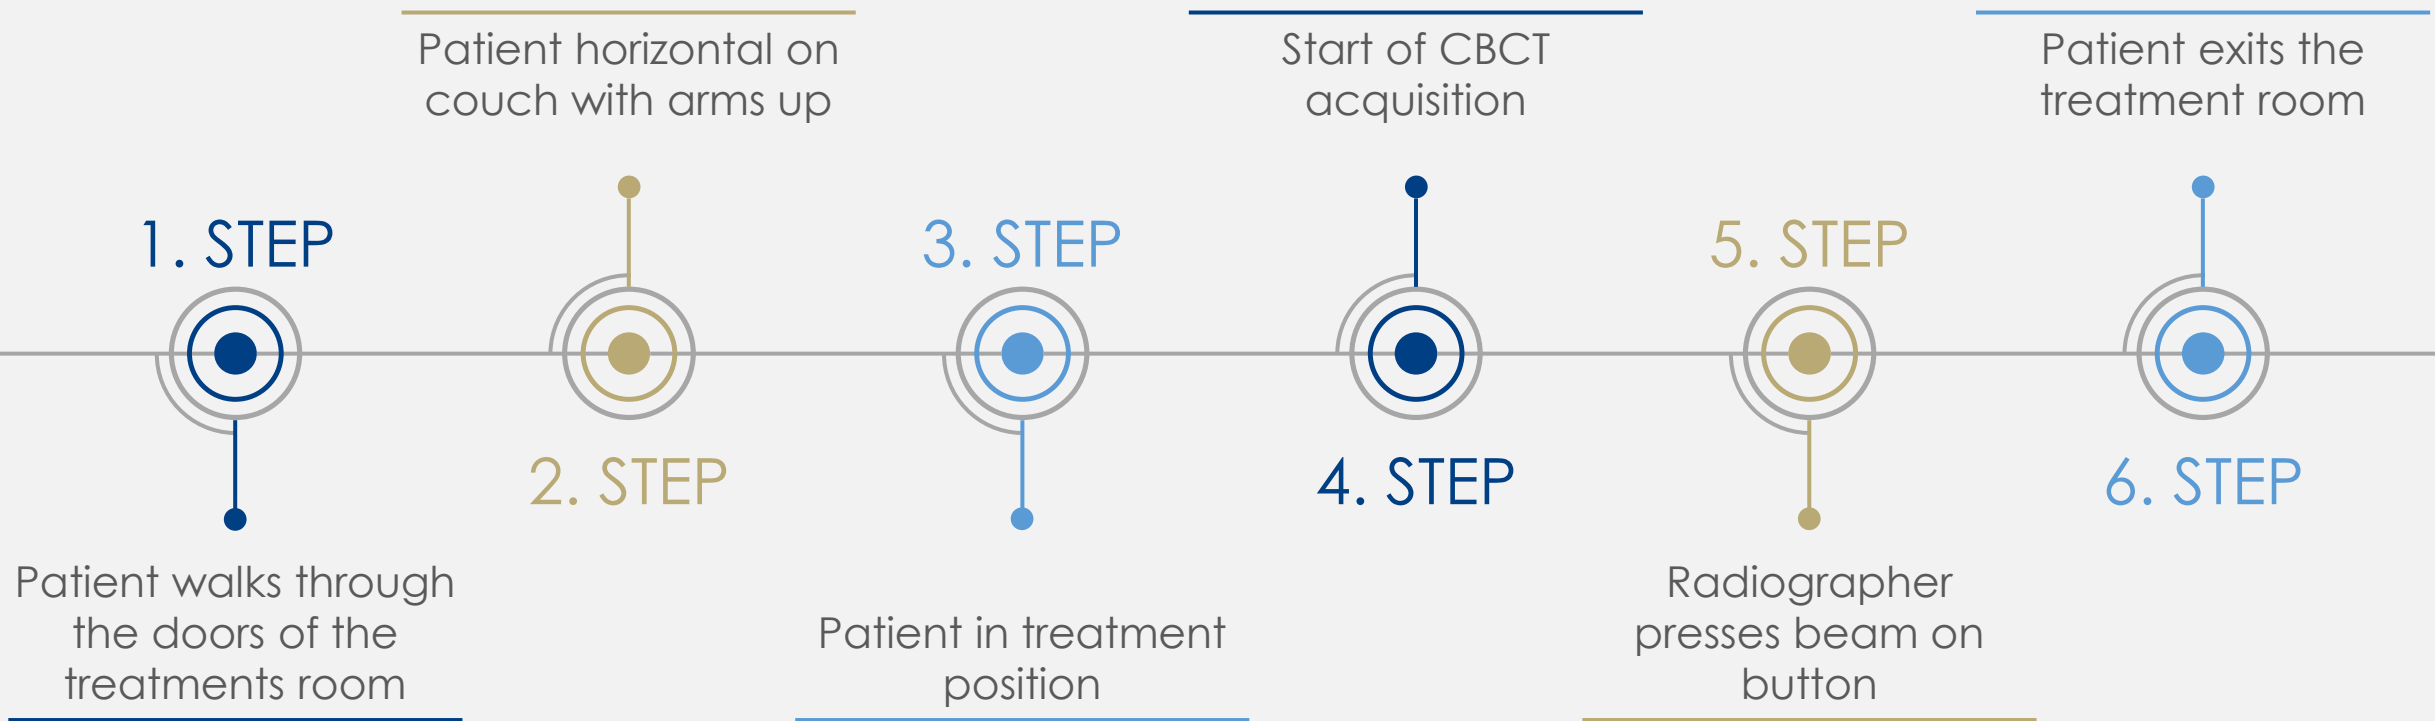 1. STEP
Patient walks through
the doors of the
treatments room
Patient horizontal on
couch with arms up
2. STEP
3. STEP
Patient in treatment
position
Start of CBCT
acquisition
4. STEP
5. STEP
Radiographer
presses beam on
button
Patient exits the
treatment room
6. STEP